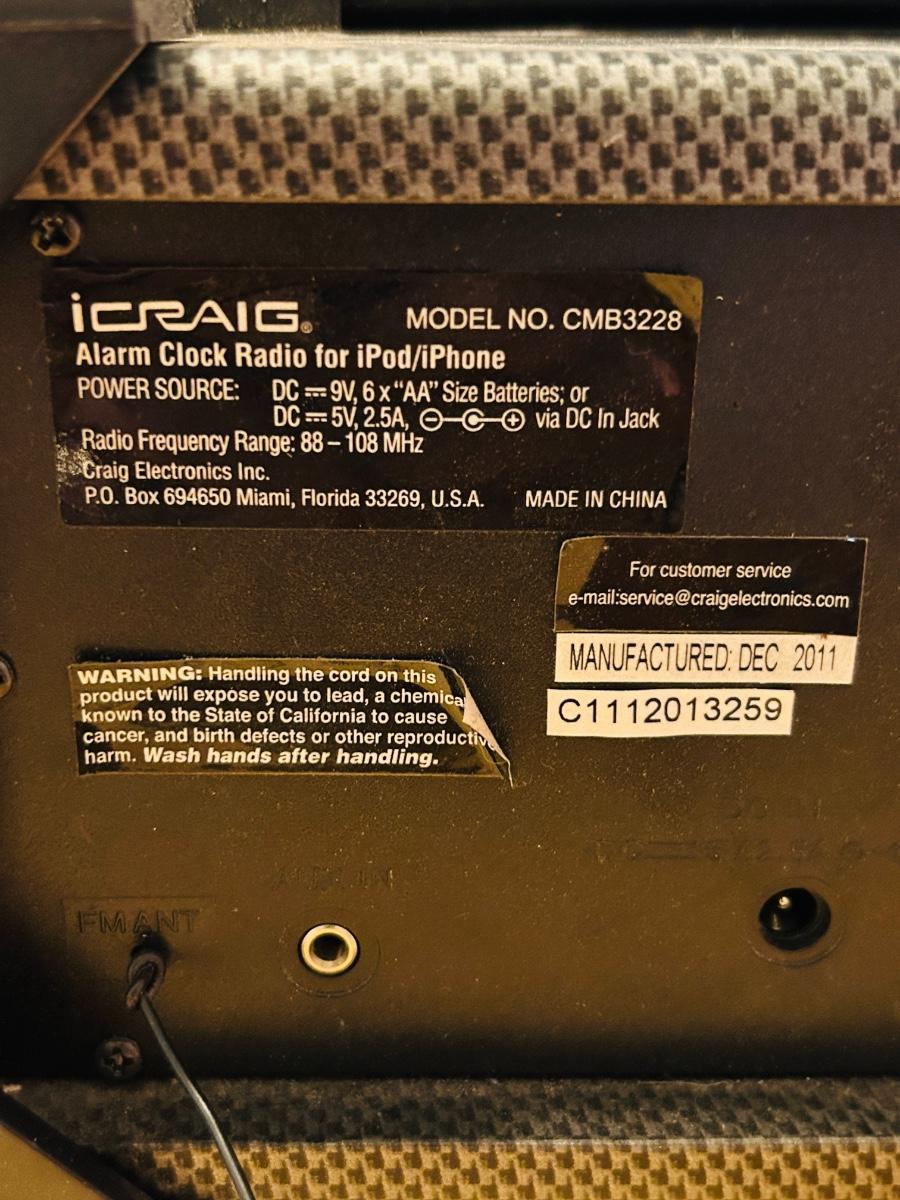 iCRAIG®
MODEL NO. CMB3228
Alarm Clock Radio for iPod/iPhone
POWER SOURCE: DC ⎓ 9V, 6 x “AA” Size Batteries; or
DC ⎓ 5V, 2.5A, via DC In Jack
Radio Frequency Range: 88 – 108 MHz
Craig Electronics Inc.
P.O. Box 694650 Miami, Florida 33269, U.S.A. MADE IN CHINA
For customer service
e-mail:service@craigelectronics.com
MANUFACTURED: DEC 2011
C1112013259
WARNING: Handling the cord on this
product will expose you to lead, a chemical
known to the State of California to cause
cancer, and birth defects or other reproductive
harm. Wash hands after handling.
FM ANT